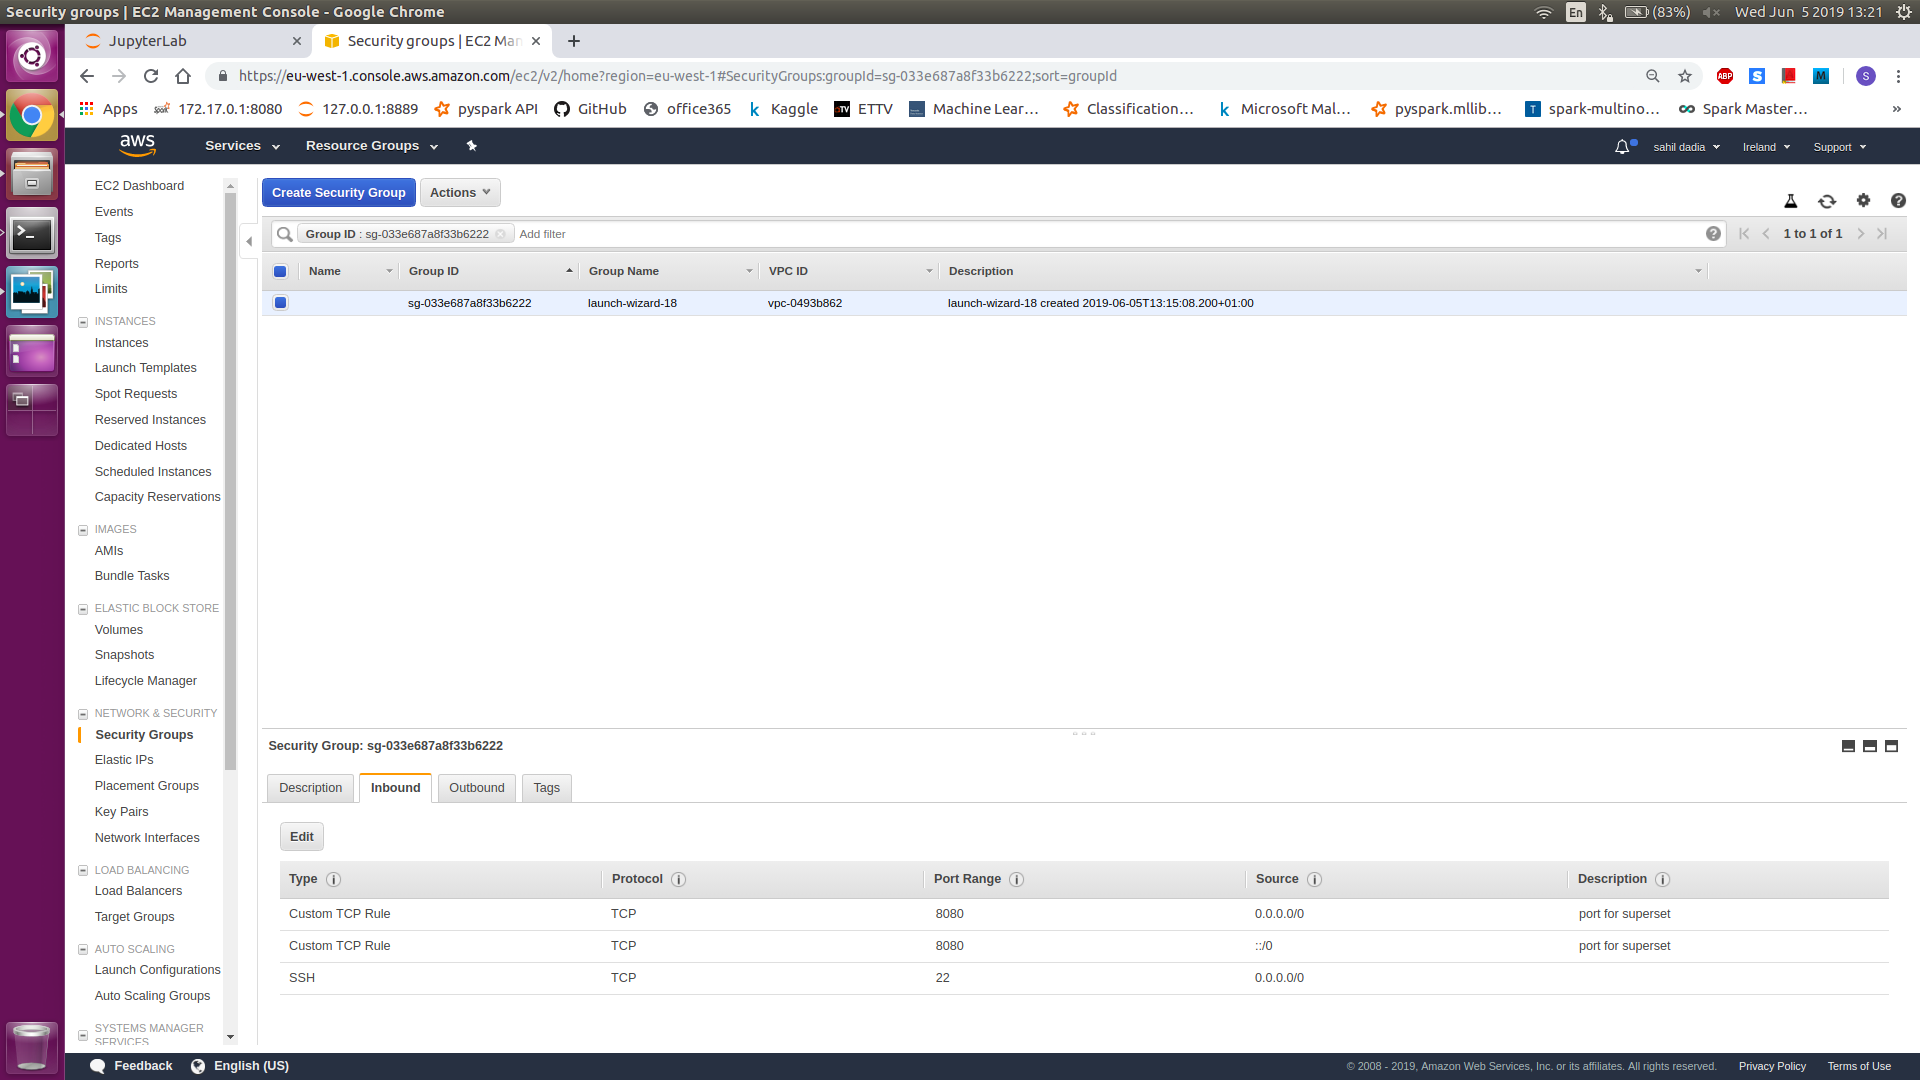 Security groups | EC2 Management Console - Google Chrome
En
(83%)
Wed Jun 5 2019 13:21
JupyterLab
Security groups | EC2 Man
https://eu-west-1.console.aws.amazon.com/ec2/v2/home?region=eu-west-1#SecurityGroups:groupId=sg-033e687a8f33b6222;sort=groupId
ABP
S
M
S
Apps
172.17.0.1:8080
127.0.0.1:8889
pyspark API
GitHub
office365
Kaggle
ETTV
Machine Lear…
Classification…
Microsoft Mal…
pyspark.mllib…
spark-multino…
Spark Master…
»
aws
Services
Resource Groups
sahil dadia
Ireland
Support
EC2 Dashboard
Events
Tags
Reports
Limits
INSTANCES
Instances
Launch Templates
Spot Requests
Reserved Instances
Dedicated Hosts
Scheduled Instances
Capacity Reservations
IMAGES
AMIs
Bundle Tasks
ELASTIC BLOCK STORE
Volumes
Snapshots
Lifecycle Manager
NETWORK & SECURITY
Security Groups
Elastic IPs
Placement Groups
Key Pairs
Network Interfaces
LOAD BALANCING
Load Balancers
Target Groups
AUTO SCALING
Launch Configurations
Auto Scaling Groups
SYSTEMS MANAGER
SERVICES
Create Security Group
Actions
Group ID : sg-033e687a8f33b6222
Add filter
1 to 1 of 1
Name Group ID Group Name VPC ID Description
sg-033e687a8f33b6222 launch-wizard-18 vpc-0493b862 launch-wizard-18 created 2019-06-05T13:15:08.200+01:00
Security Group: sg-033e687a8f33b6222
Description Inbound Outbound Tags
Edit
Type Protocol Port Range Source Description
Custom TCP Rule TCP 8080 0.0.0.0/0 port for superset
Custom TCP Rule TCP 8080 ::/0 port for superset
SSH TCP 22 0.0.0.0/0
Feedback
English (US)
© 2008 - 2019, Amazon Web Services, Inc. or its affiliates. All rights reserved.
Privacy Policy
Terms of Use